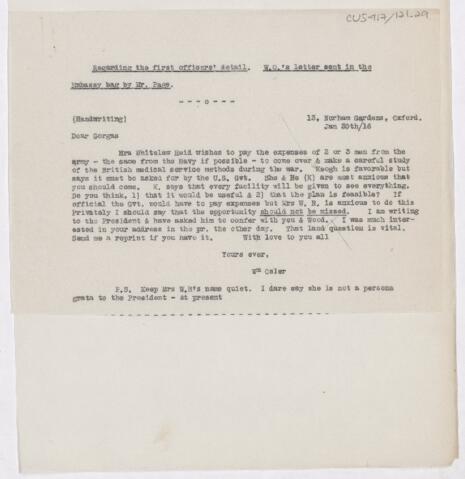 CUS417/121.29
Regarding the first officers' detail. W.O.'s letter sent in the
Embassy bag by Mr. Page.
- - - o - - -
(Handwriting) 13, Norham Gardens, Oxford.
Jan 30th/16
Dear Gorgas
Mrs Whitelaw Reid wishes to pay the expenses of 2 or 3 men from the
army - the same from the Navy if possible - to come over & make a careful study
of the British medical service methods during the war. Keogh is favorable but
says it must be asked for by the U.S. Gvt. She & He (K) are most anxious that
you should come. K. says that every facility will be given to see everything.
Do you think, 1) that it would be useful & 2) that the plan is feasible? If
official the Gvt. would have to pay expenses but Mrs W. R. is anxious to do this
Privately I should say that the opportunity should not be missed. I am writing
to the President & have asked him to confer with you & Wood. I was much inter-
ested in your address in the pr. the other day. That land question is vital.
Send me a reprint if you have it. With love to you all
Yours ever,
Wm Osler
P.S. Keep Mrs W.R's name quiet. I dare say she is not a persona
grata to the President - at present
- - - - - - - - - - - - - - - - - - - - - - - - - - - - - -